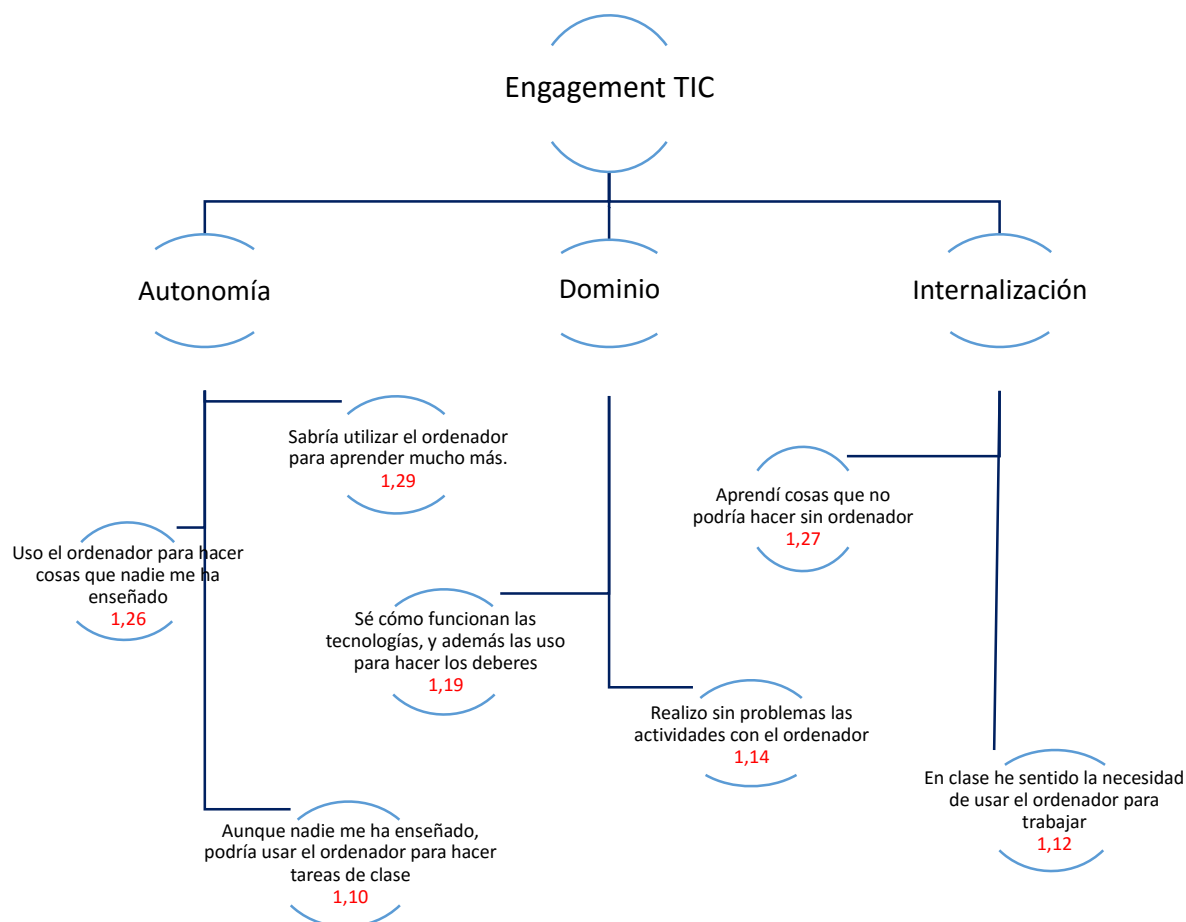 Engagement TIC
Autonomía
Dominio
Internalización
Sabría utilizar el ordenador
para aprender mucho más.
1,29
Uso el ordenador para hacer
cosas que nadie me ha
enseñado
1,26
Aunque nadie me ha enseñado,
podría usar el ordenador para hacer
tareas de clase
1,10
Sé cómo funcionan las
tecnologías, y además las uso
para hacer los deberes
1,19
Realizo sin problemas las
actividades con el ordenador
1,14
Aprendí cosas que no
podría hacer sin ordenador
1,27
En clase he sentido la necesidad
de usar el ordenador para
trabajar
1,12